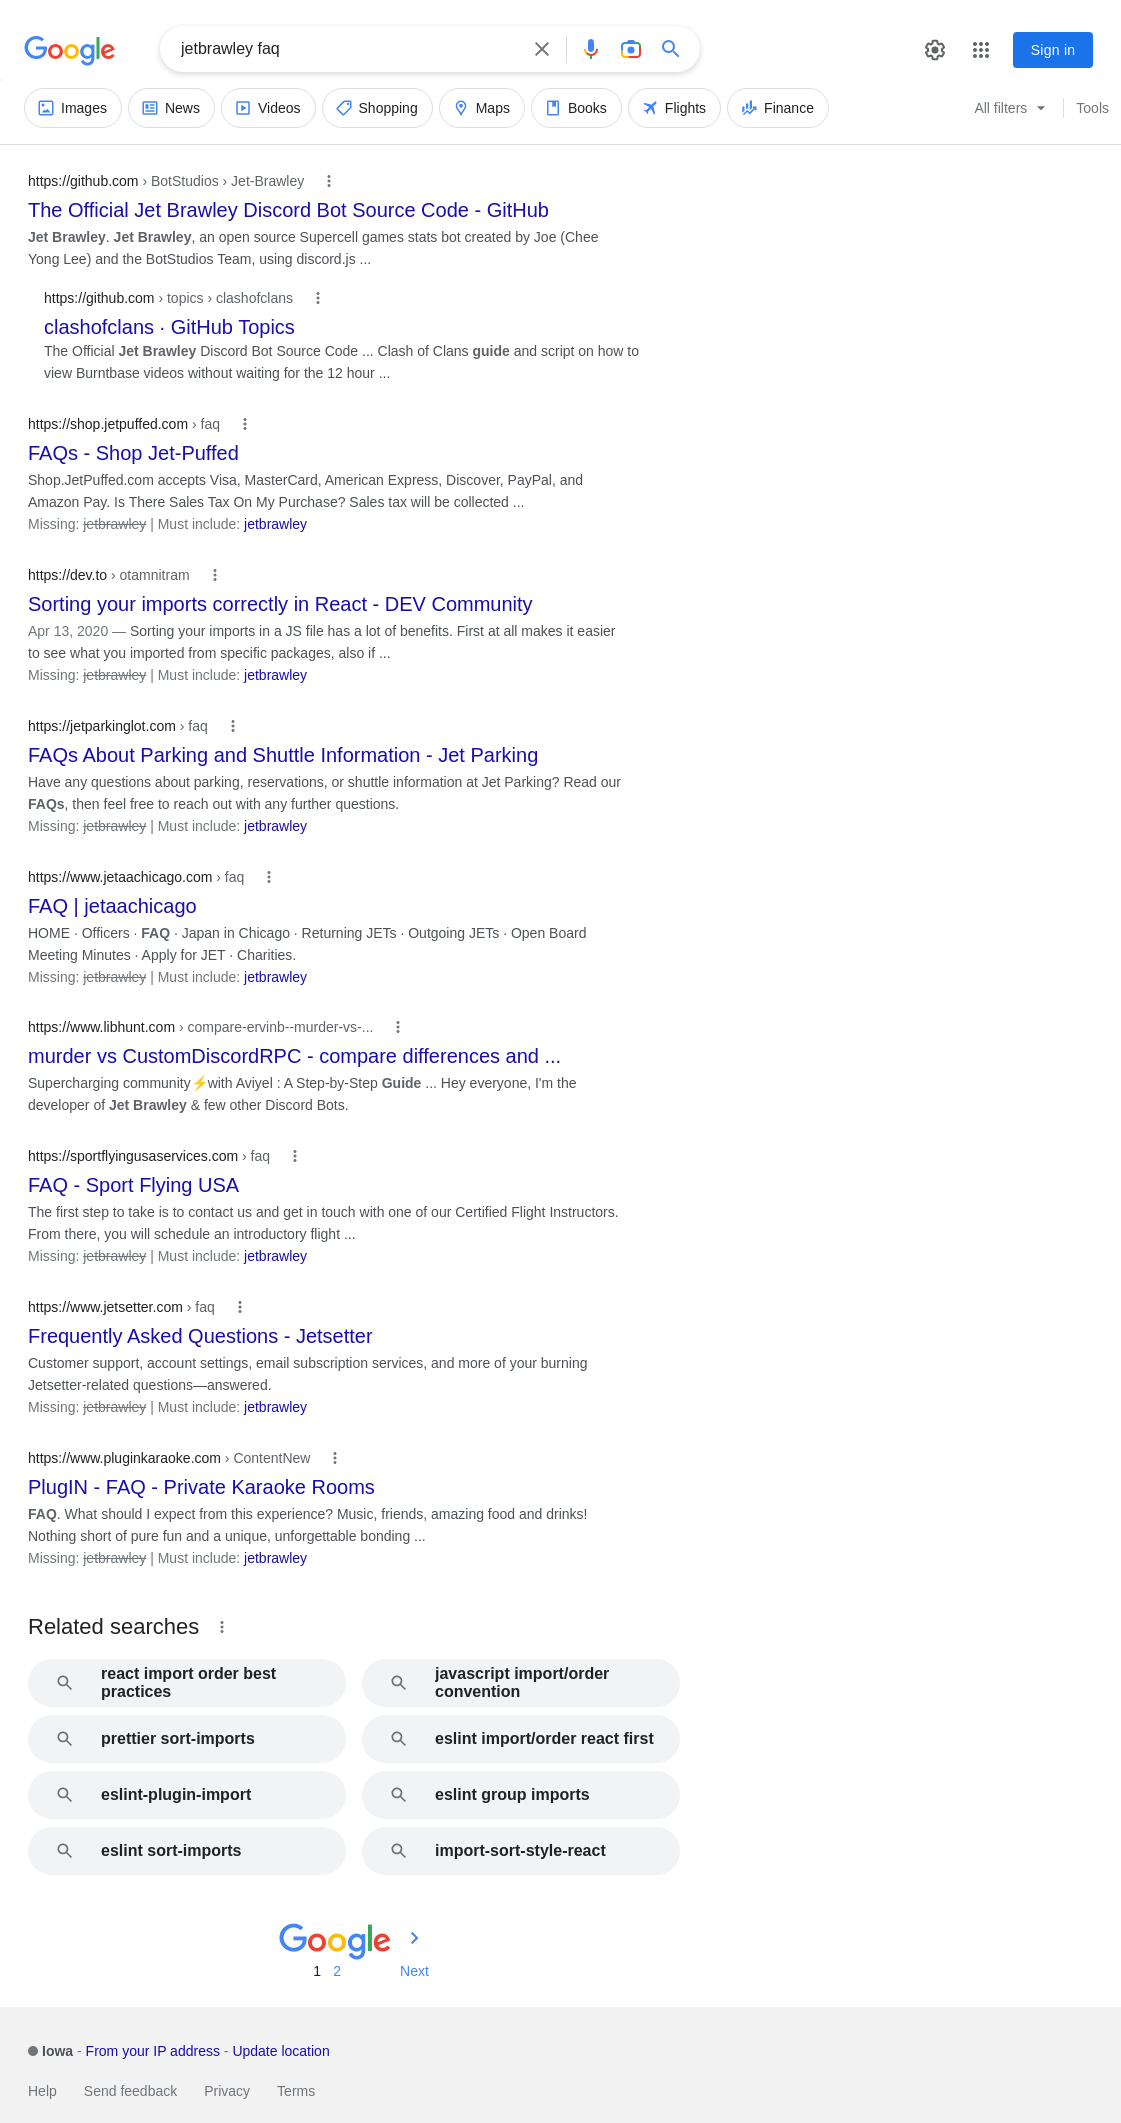 Google
jetbrawley faq
Sign in
Images
News
Videos
Shopping
Maps
Books
Flights
Finance
All filters
Tools
https://github.com › BotStudios › Jet-Brawley
The Official Jet Brawley Discord Bot Source Code - GitHub
Jet Brawley. Jet Brawley, an open source Supercell games stats bot created by Joe (Chee
Yong Lee) and the BotStudios Team, using discord.js ...
https://github.com › topics › clashofclans
clashofclans · GitHub Topics
The Official Jet Brawley Discord Bot Source Code ... Clash of Clans guide and script on how to
view Burntbase videos without waiting for the 12 hour ...
https://shop.jetpuffed.com › faq
FAQs - Shop Jet-Puffed
Shop.JetPuffed.com accepts Visa, MasterCard, American Express, Discover, PayPal, and
Amazon Pay. Is There Sales Tax On My Purchase? Sales tax will be collected ...
Missing: jetbrawley | Must include: jetbrawley
https://dev.to › otamnitram
Sorting your imports correctly in React - DEV Community
Apr 13, 2020 — Sorting your imports in a JS file has a lot of benefits. First at all makes it easier
to see what you imported from specific packages, also if ...
Missing: jetbrawley | Must include: jetbrawley
https://jetparkinglot.com › faq
FAQs About Parking and Shuttle Information - Jet Parking
Have any questions about parking, reservations, or shuttle information at Jet Parking? Read our
FAQs, then feel free to reach out with any further questions.
Missing: jetbrawley | Must include: jetbrawley
https://www.jetaachicago.com › faq
FAQ | jetaachicago
HOME · Officers · FAQ · Japan in Chicago · Returning JETs · Outgoing JETs · Open Board
Meeting Minutes · Apply for JET · Charities.
Missing: jetbrawley | Must include: jetbrawley
https://www.libhunt.com › compare-ervinb--murder-vs-...
murder vs CustomDiscordRPC - compare differences and ...
Supercharging community⚡with Aviyel : A Step-by-Step Guide ... Hey everyone, I'm the
developer of Jet Brawley & few other Discord Bots.
https://sportflyingusaservices.com › faq
FAQ - Sport Flying USA
The first step to take is to contact us and get in touch with one of our Certified Flight Instructors.
From there, you will schedule an introductory flight ...
Missing: jetbrawley | Must include: jetbrawley
https://www.jetsetter.com › faq
Frequently Asked Questions - Jetsetter
Customer support, account settings, email subscription services, and more of your burning
Jetsetter-related questions—answered.
Missing: jetbrawley | Must include: jetbrawley
https://www.pluginkaraoke.com › ContentNew
PlugIN - FAQ - Private Karaoke Rooms
FAQ. What should I expect from this experience? Music, friends, amazing food and drinks!
Nothing short of pure fun and a unique, unforgettable bonding ...
Missing: jetbrawley | Must include: jetbrawley
Related searches
react import order best
practices
javascript import/order
convention
prettier sort-imports
eslint import/order react first
eslint-plugin-import
eslint group imports
eslint sort-imports
import-sort-style-react
Google
1 2 Next
Iowa - From your IP address - Update location
Help Send feedback Privacy Terms